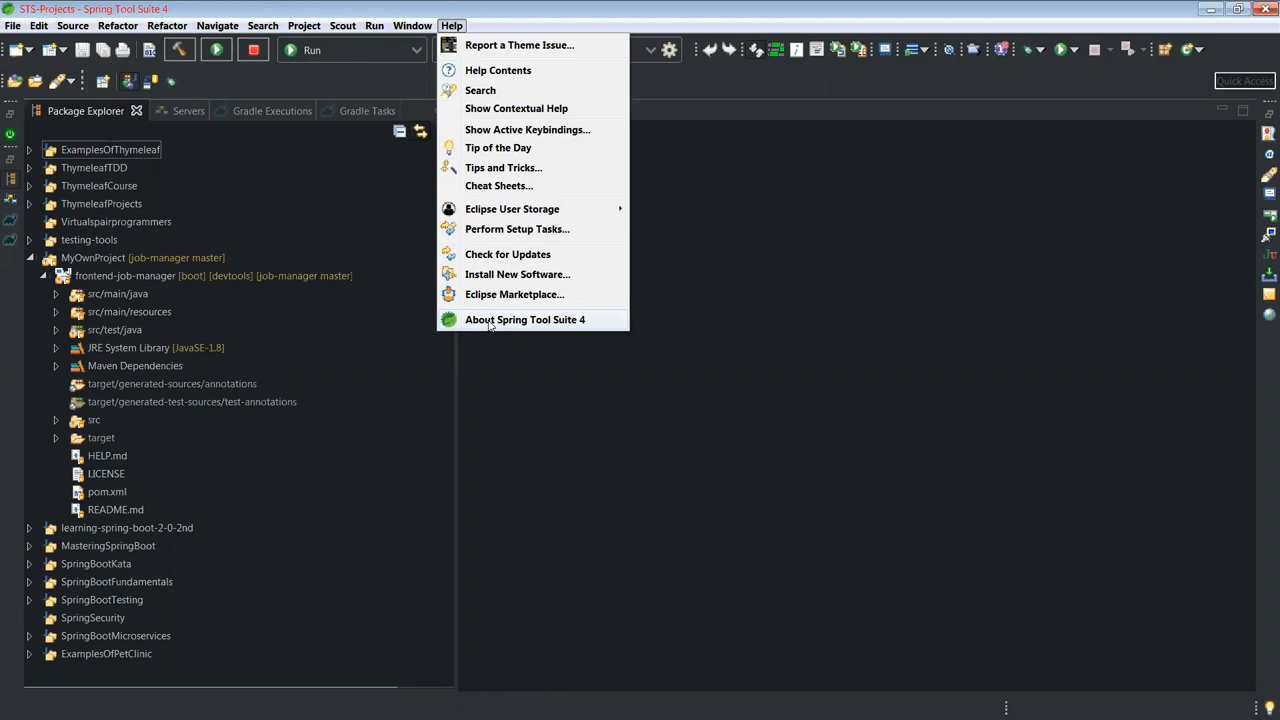 STS-Projects - Spring Tool Suite 4
File Edit Source Refactor Refactor Navigate Search Project Scout Run Window Help
Run
Quick Access
Package Explorer Servers Gradle Executions Gradle Tasks
Report a Theme Issue...
Help Contents
Search
Show Contextual Help
Show Active Keybindings...
Tip of the Day
Tips and Tricks...
Cheat Sheets...
Eclipse User Storage
Perform Setup Tasks...
Check for Updates
Install New Software...
Eclipse Marketplace...
About Spring Tool Suite 4
ExamplesOfThymeleaf
ThymeleafTDD
ThymeleafCourse
ThymeleafProjects
Virtualspairprogrammers
testing-tools
MyOwnProject [job-manager master]
frontend-job-manager [boot] [devtools] [job-manager master]
src/main/java
src/main/resources
src/test/java
JRE System Library [JavaSE-1.8]
Maven Dependencies
target/generated-sources/annotations
target/generated-test-sources/test-annotations
src
target
HELP.md
LICENSE
pom.xml
README.md
learning-spring-boot-2-0-2nd
MasteringSpringBoot
SpringBootKata
SpringBootFundamentals
SpringBootTesting
SpringSecurity
SpringBootMicroservices
ExamplesOfPetClinic